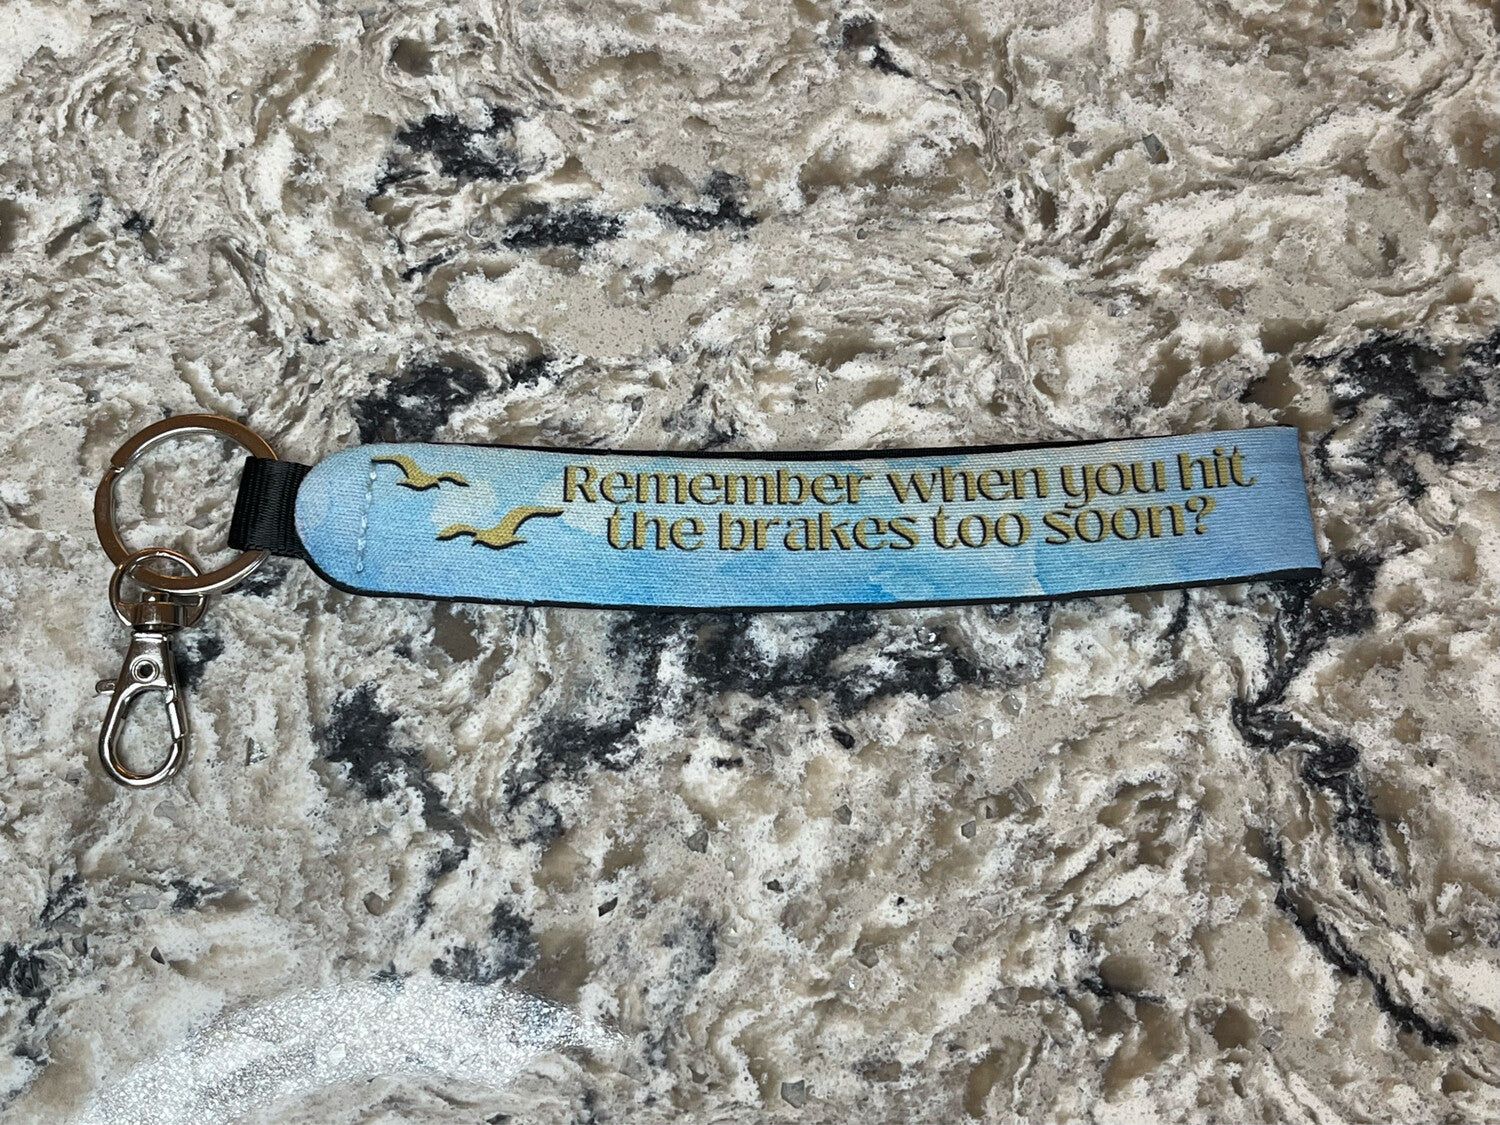 Remember when you hit
the brakes too soon?